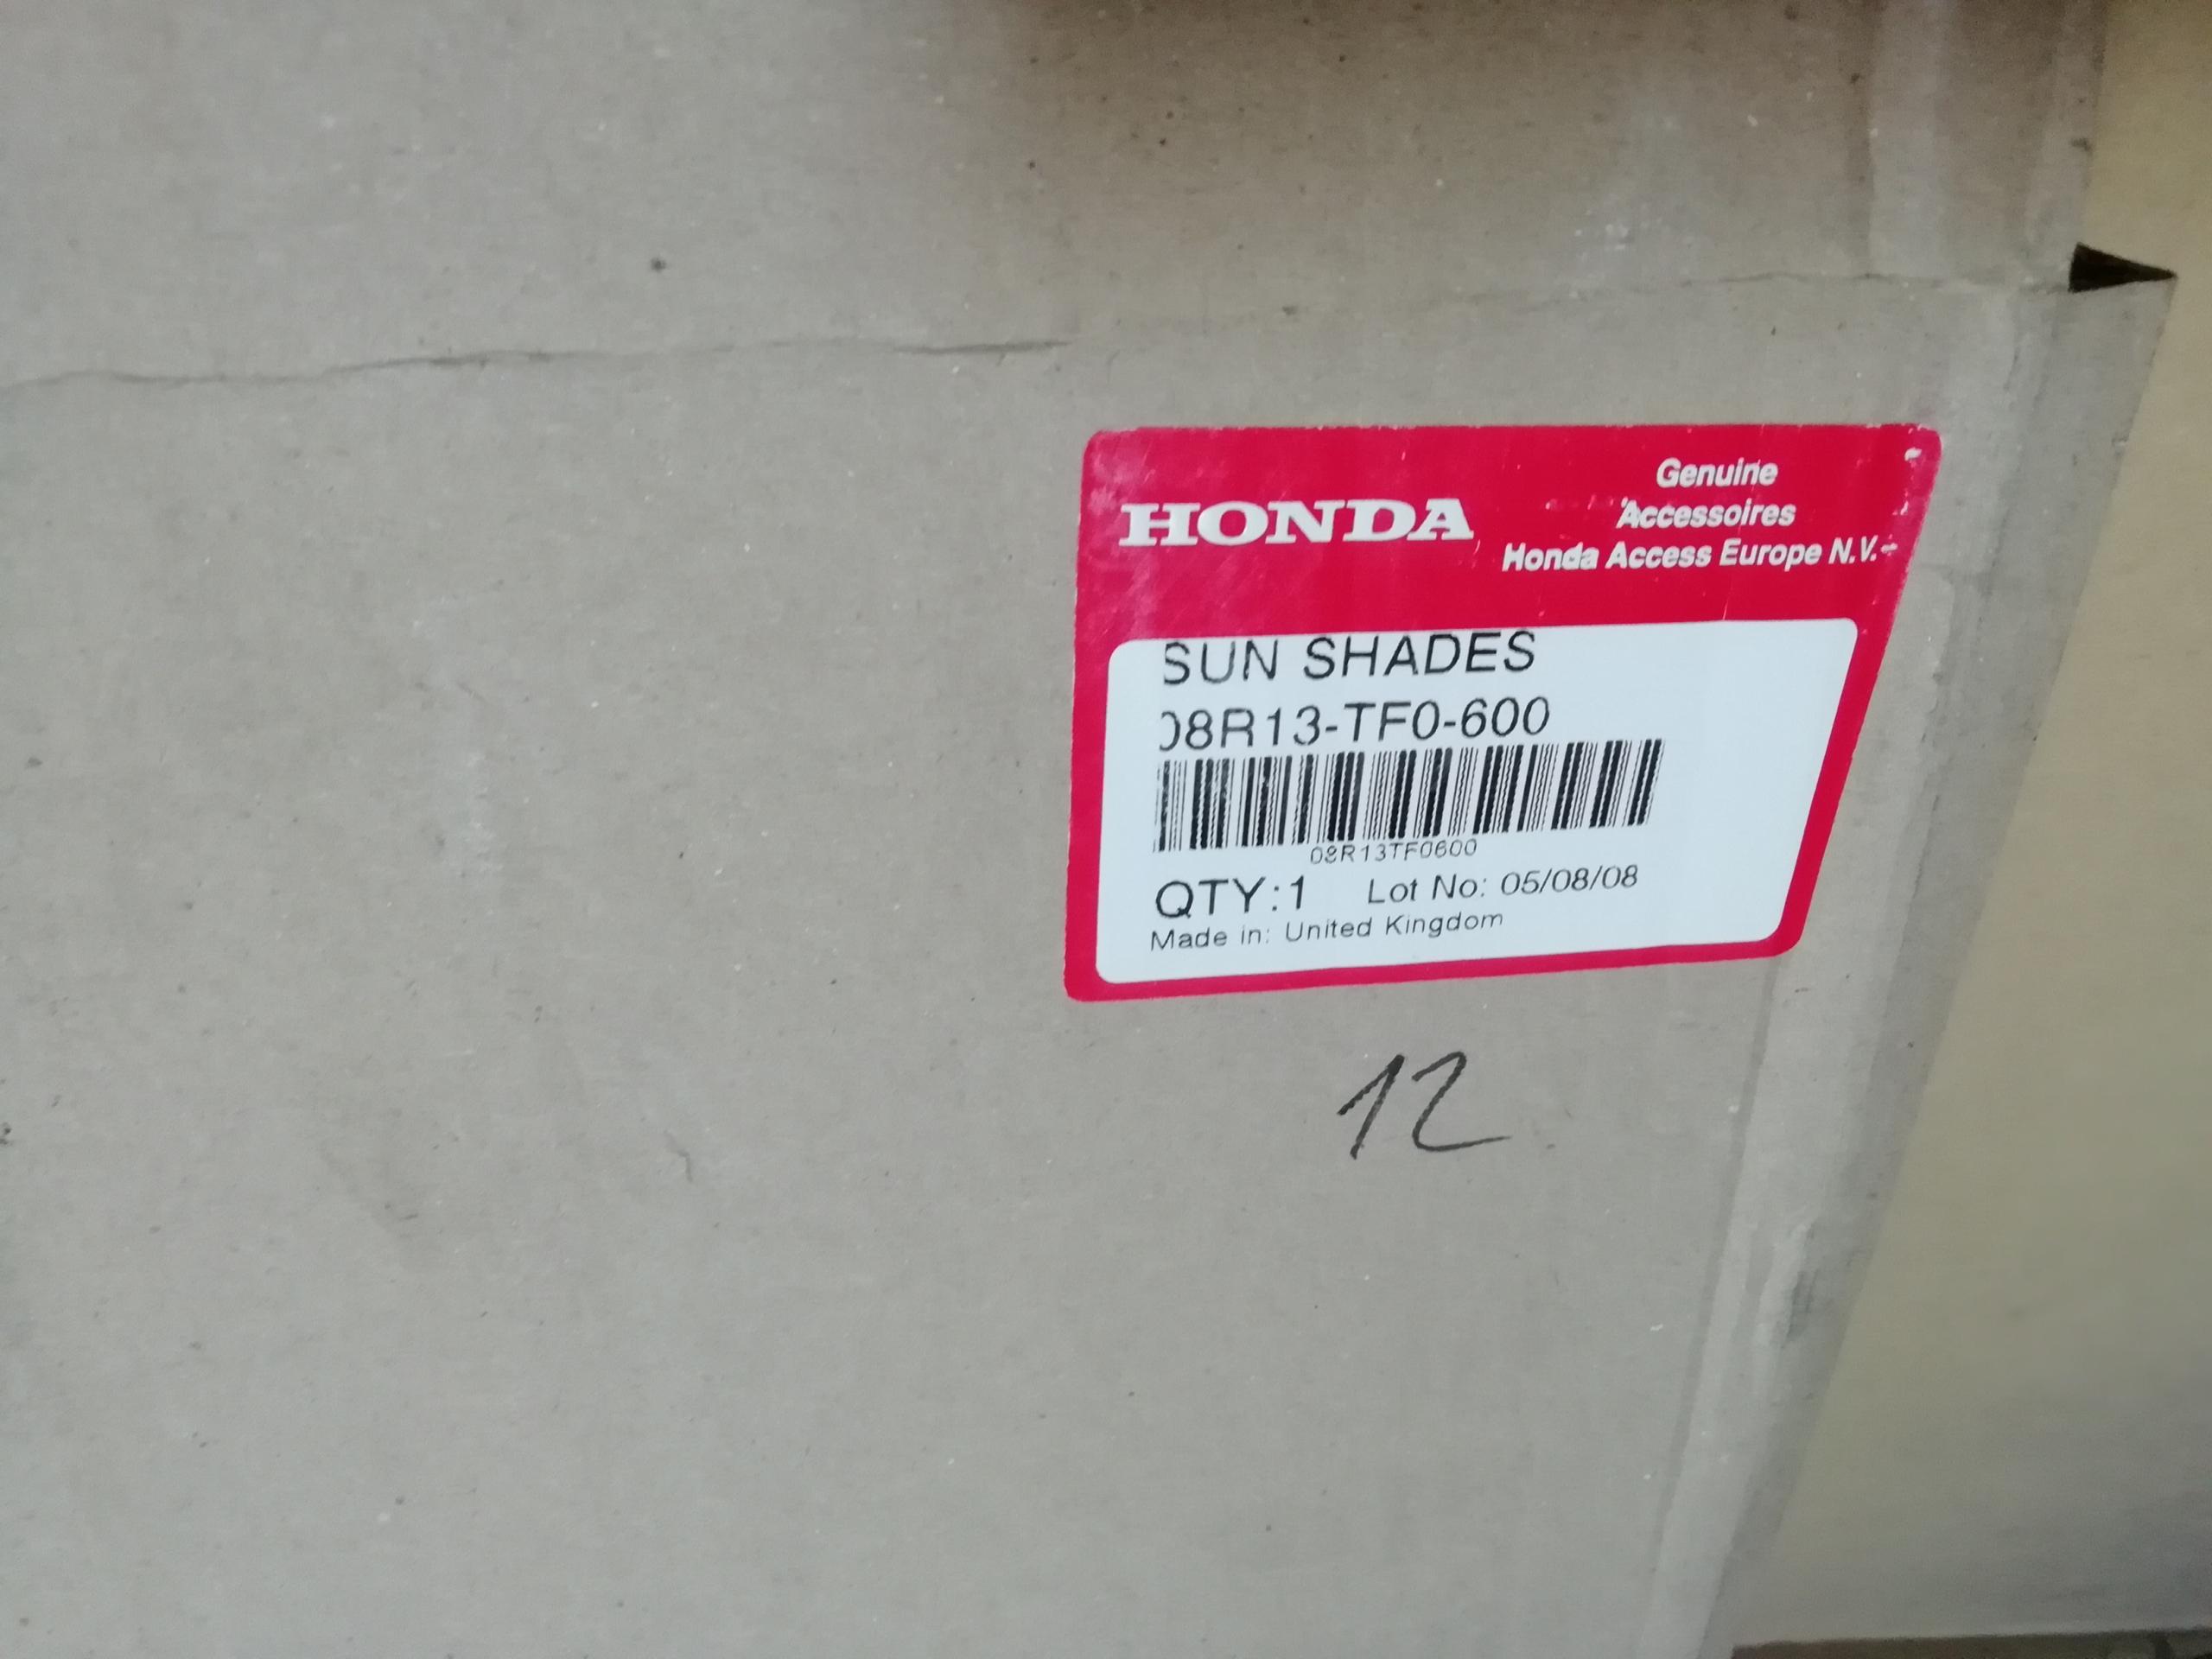 HONDA
Genuine
Accessoires
Honda Access Europe N.V.
SUN SHADES
08R13-TF0-600
08R13TF0600
QTY:1 Lot No: 05/08/08
Made in: United Kingdom
12